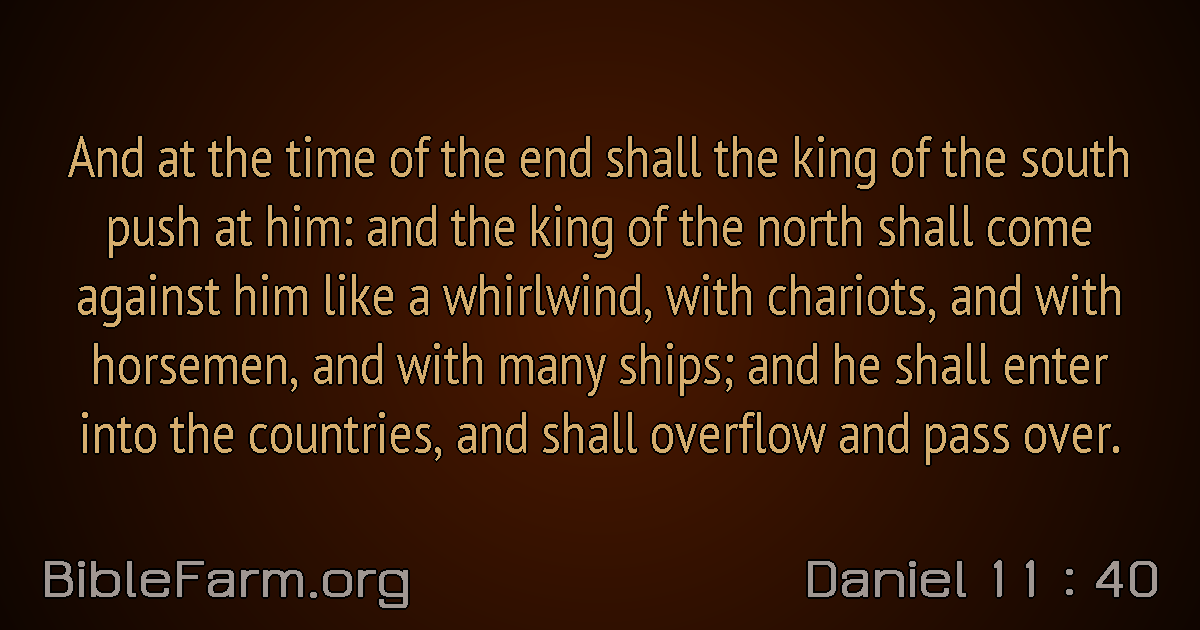 And at the time of the end shall the king of the south
push at him: and the king of the north shall come
against him like a whirlwind, with chariots, and with
horsemen, and with many ships; and he shall enter
into the countries, and shall overflow and pass over.
BibleFarm.org
Daniel 11 : 40